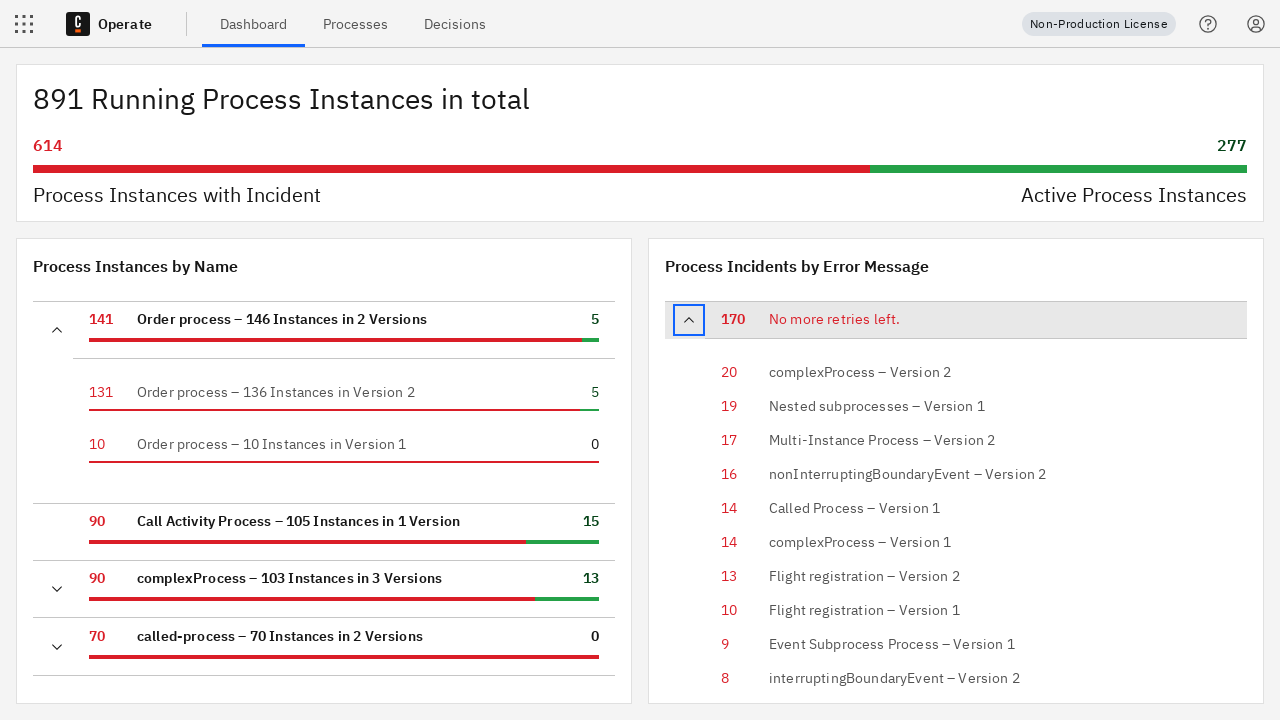 Operate
Dashboard
Processes
Decisions
Non-Production License
891 Running Process Instances in total
614
277
Process Instances with Incident
Active Process Instances
Process Instances by Name
141 Order process – 146 Instances in 2 Versions 5
131 Order process – 136 Instances in Version 2 5
10 Order process – 10 Instances in Version 1 0
90 Call Activity Process – 105 Instances in 1 Version 15
90 complexProcess – 103 Instances in 3 Versions 13
70 called-process – 70 Instances in 2 Versions 0
Process Incidents by Error Message
170 No more retries left.
20 complexProcess – Version 2
19 Nested subprocesses – Version 1
17 Multi-Instance Process – Version 2
16 nonInterruptingBoundaryEvent – Version 2
14 Called Process – Version 1
14 complexProcess – Version 1
13 Flight registration – Version 2
10 Flight registration – Version 1
9 Event Subprocess Process – Version 1
8 interruptingBoundaryEvent – Version 2